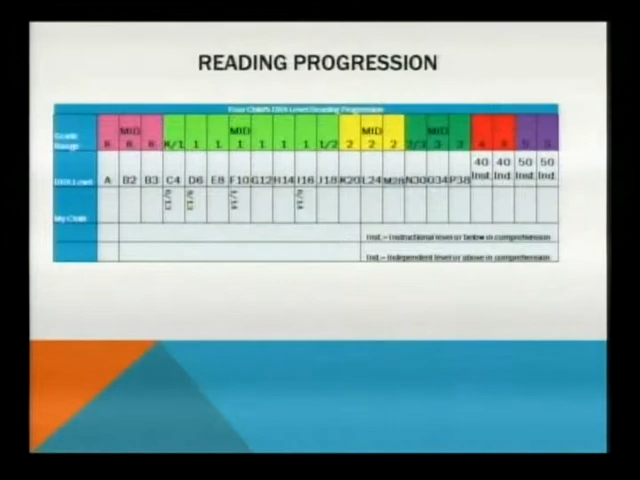 READING PROGRESSION
Your Child's DRA Level/Reading Progression
MID MID MID MID
Grade Range K K K K/1 1 1 1 1 1 1 1/2 2 2 2 2/3 3 3 4 5 5
40 40 50 50
DRA Level A B2 B3 C4 D6 E8 F10 G12 H14 I16 J18 K20 L24 M28 N30 O34 P38 Inst. Ind Inst. Ind.
My Child
Inst. - Instructional level or below in comprehension
Ind. - Independent level or above in comprehension